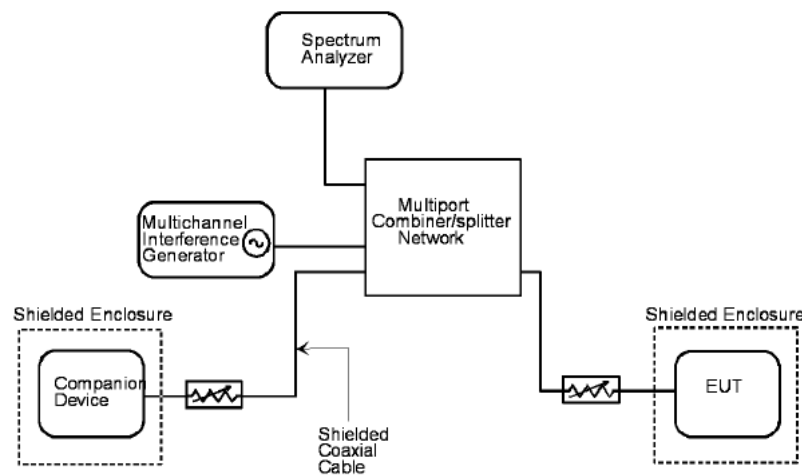 Spectrum
Analyzer
Multiport
Combiner/splitter
Network
Multichannel
Interference
Generator
Shielded Enclosure
Companion
Device
Shielded
Coaxial
Cable
Shielded Enclosure
EUT